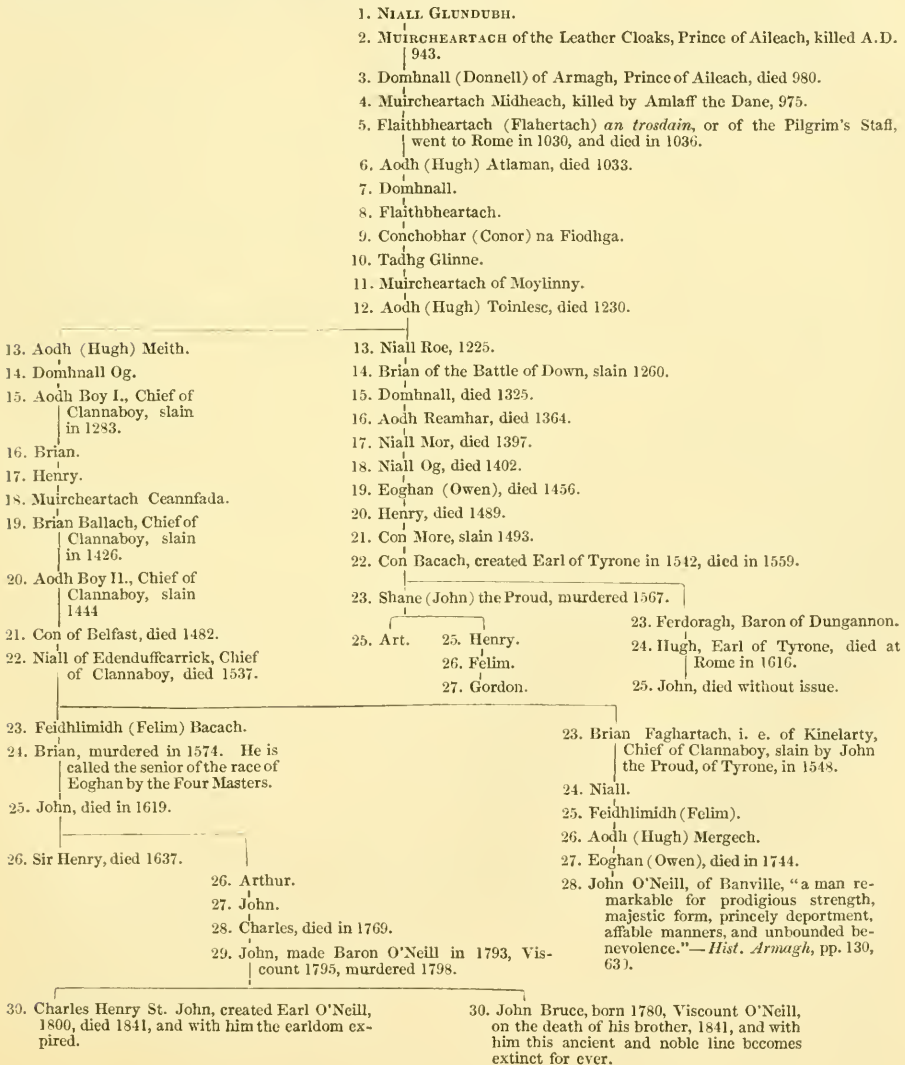 1. NIALL GLUNDUBH.
2. MUIRCHEARTACH of the Leather Cloaks, Prince of Aileach, killed A.D.
943.
3. Domhnall (Donnell) of Armagh, Prince of Aileach, died 980.
4. Muircheartach Midheach, killed by Amlaff the Dane, 975.
5. Flaithbheartach (Flahertach) an trosdain, or of the Pilgrim's Staff,
went to Rome in 1030, and died in 1036.
6. Aodh (Hugh) Atlaman, died 1033.
7. Domhnall.
8. Flaithbheartach.
9. Conchobhar (Conor) na Fiodhga.
10. Tadhg Glinne.
11. Muircheartach of Moylinny.
12. Aodh (Hugh) Toinlesc, died 1230.
13. Aodh (Hugh) Meith.
14. Domhnall Og.
15. Aodh Boy I., Chief of
Clannaboy, slain
in 1283.
16. Brian.
17. Henry.
18. Muircheartach Ceannfada.
19. Brian Ballach, Chief of
Clannaboy, slain
in 1426.
20. Aodh Boy II., Chief of
Clannaboy, slain
1444
21. Con of Belfast, died 1482.
22. Niall of Edenduffcarrick, Chief
of Clannaboy, died 1537.
13. Niall Roe, 1225.
14. Brian of the Battle of Down, slain 1260.
15. Domhnall, died 1325.
16. Aodh Reamhar, died 1364.
17. Niall Mor, died 1397.
18. Niall Og, died 1402.
19. Eoghan (Owen), died 1456.
20. Henry, died 1489.
21. Con More, slain 1493.
22. Con Bacach, created Earl of Tyrone in 1542, died in 1559.
23. Shane (John) the Proud, murdered 1567.
25. Art.
25. Henry.
26. Felim.
27. Gordon.
23. Ferdoragh, Baron of Dungannon.
24. Hugh, Earl of Tyrone, died at
Rome in 1616.
25. John, died without issue.
23. Feidhlimidh (Felim) Bacach.
24. Brian, murdered in 1574. He is
called the senior of the race of
Eoghan by the Four Masters.
25. John, died in 1619.
26. Sir Henry, died 1637.
26. Arthur.
27. John.
28. Charles, died in 1769.
29. John, made Baron O'Neill in 1793, Vis-
count 1795, murdered 1798.
23. Brian Faghartach, i. e. of Kinelarty,
Chief of Clannaboy, slain by John
the Proud, of Tyrone, in 1548.
24. Niall.
25. Feidhlimidh (Felim).
26. Aodh (Hugh) Mergech.
27. Eoghan (Owen), died in 1744.
28. John O'Neill, of Banville, "a man re-
markable for prodigious strength,
majestic form, princely deportment,
affable manners, and unbounded be-
nevolence."—Hist. Armagh, pp. 130,
30. Charles Henry St. John, created Earl O'Neill,
1800, died 1841, and with him the earldom ex-
pired.
30. John Bruce, born 1780, Viscount O'Neill,
on the death of his brother, 1841, and with
him this ancient and noble line becomes
extinct for ever.